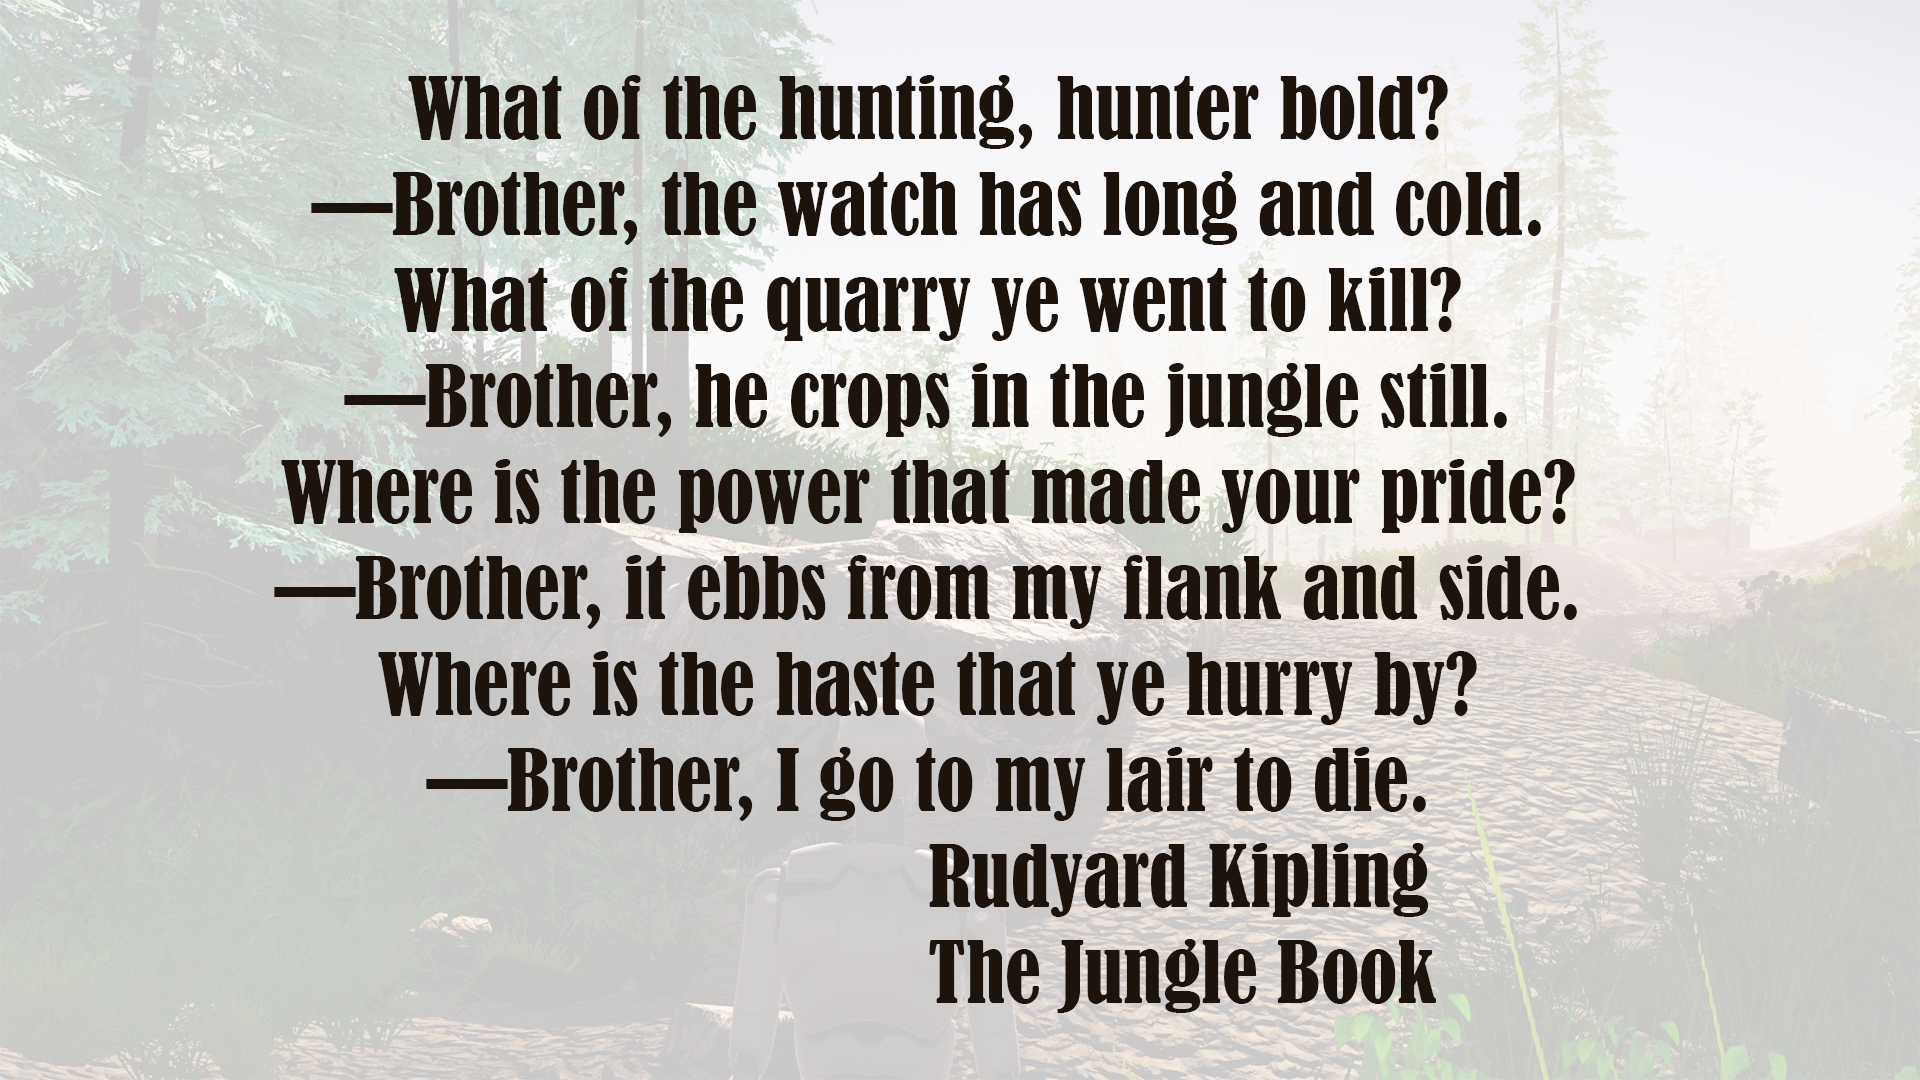 What of the hunting, hunter bold?
—Brother, the watch has long and cold.
What of the quarry ye went to kill?
—Brother, he crops in the jungle still.
Where is the power that made your pride?
—Brother, it ebbs from my flank and side.
Where is the haste that ye hurry by?
—Brother, I go to my lair to die.
Rudyard Kipling
The Jungle Book